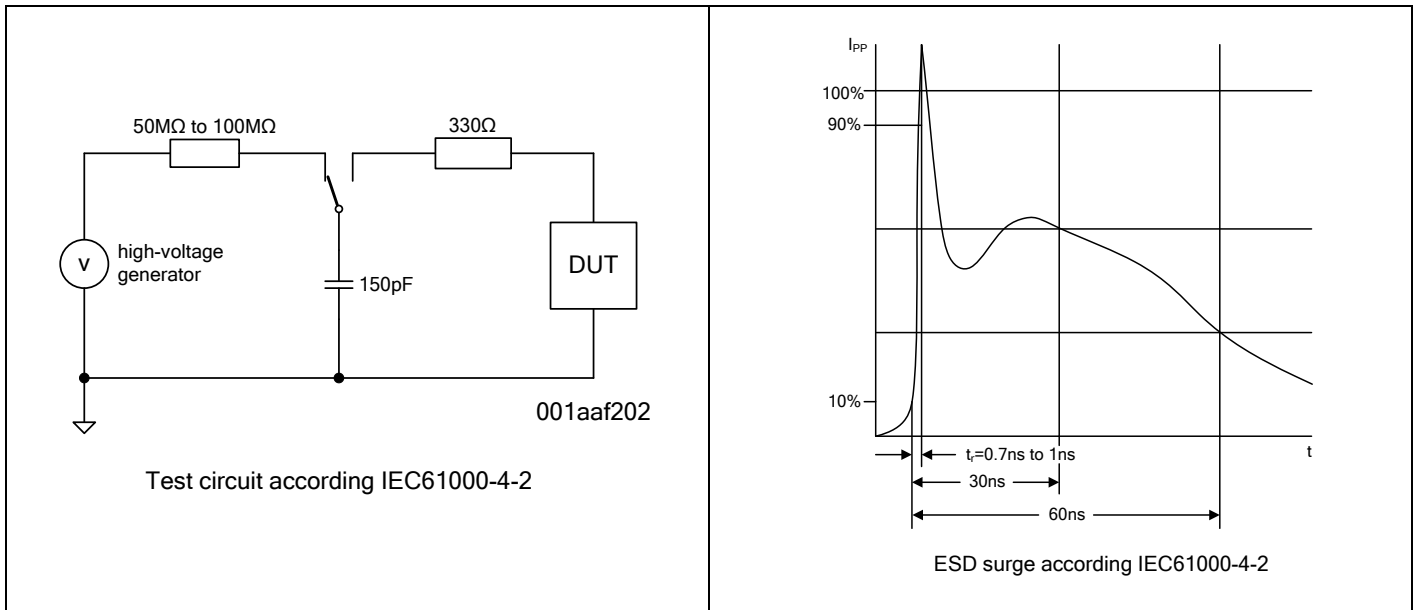 50MΩ to 100MΩ
330Ω
V
high-voltage
generator
150pF
DUT
001aaf202
Test circuit according IEC61000-4-2
IPP
100%
90%
10%
t
tr=0.7ns to 1ns
30ns
60ns
ESD surge according IEC61000-4-2